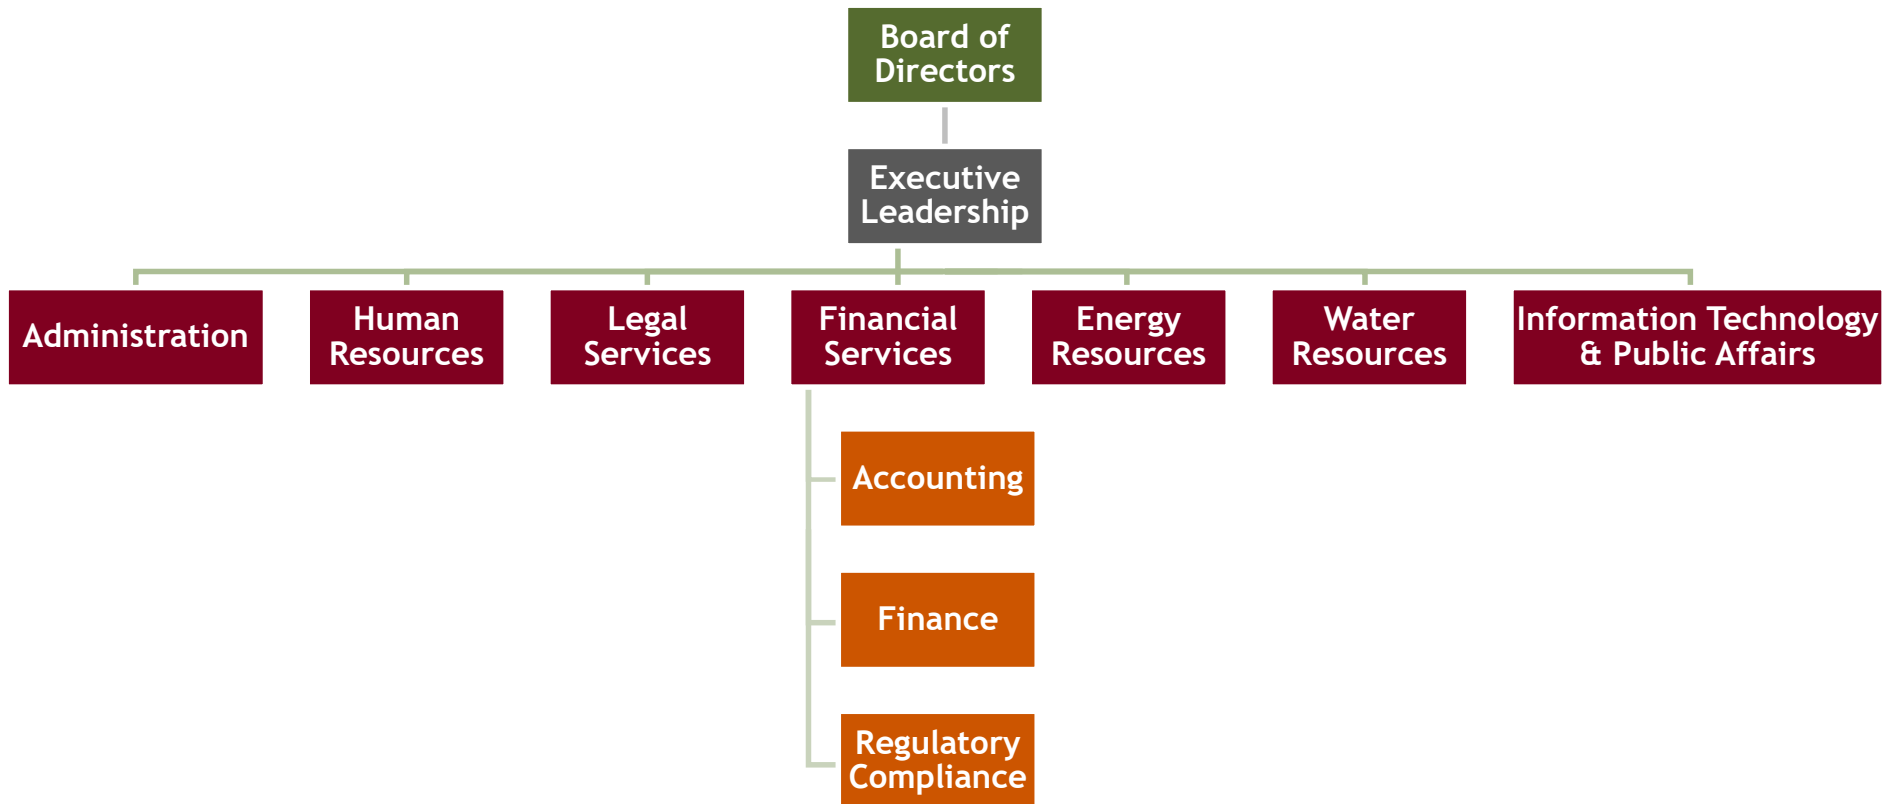 Board of
Directors
Executive
Leadership
Administration
Human
Resources
Legal
Services
Financial
Services
Energy
Resources
Water
Resources
Information Technology
& Public Affairs
Accounting
Finance
Regulatory
Compliance